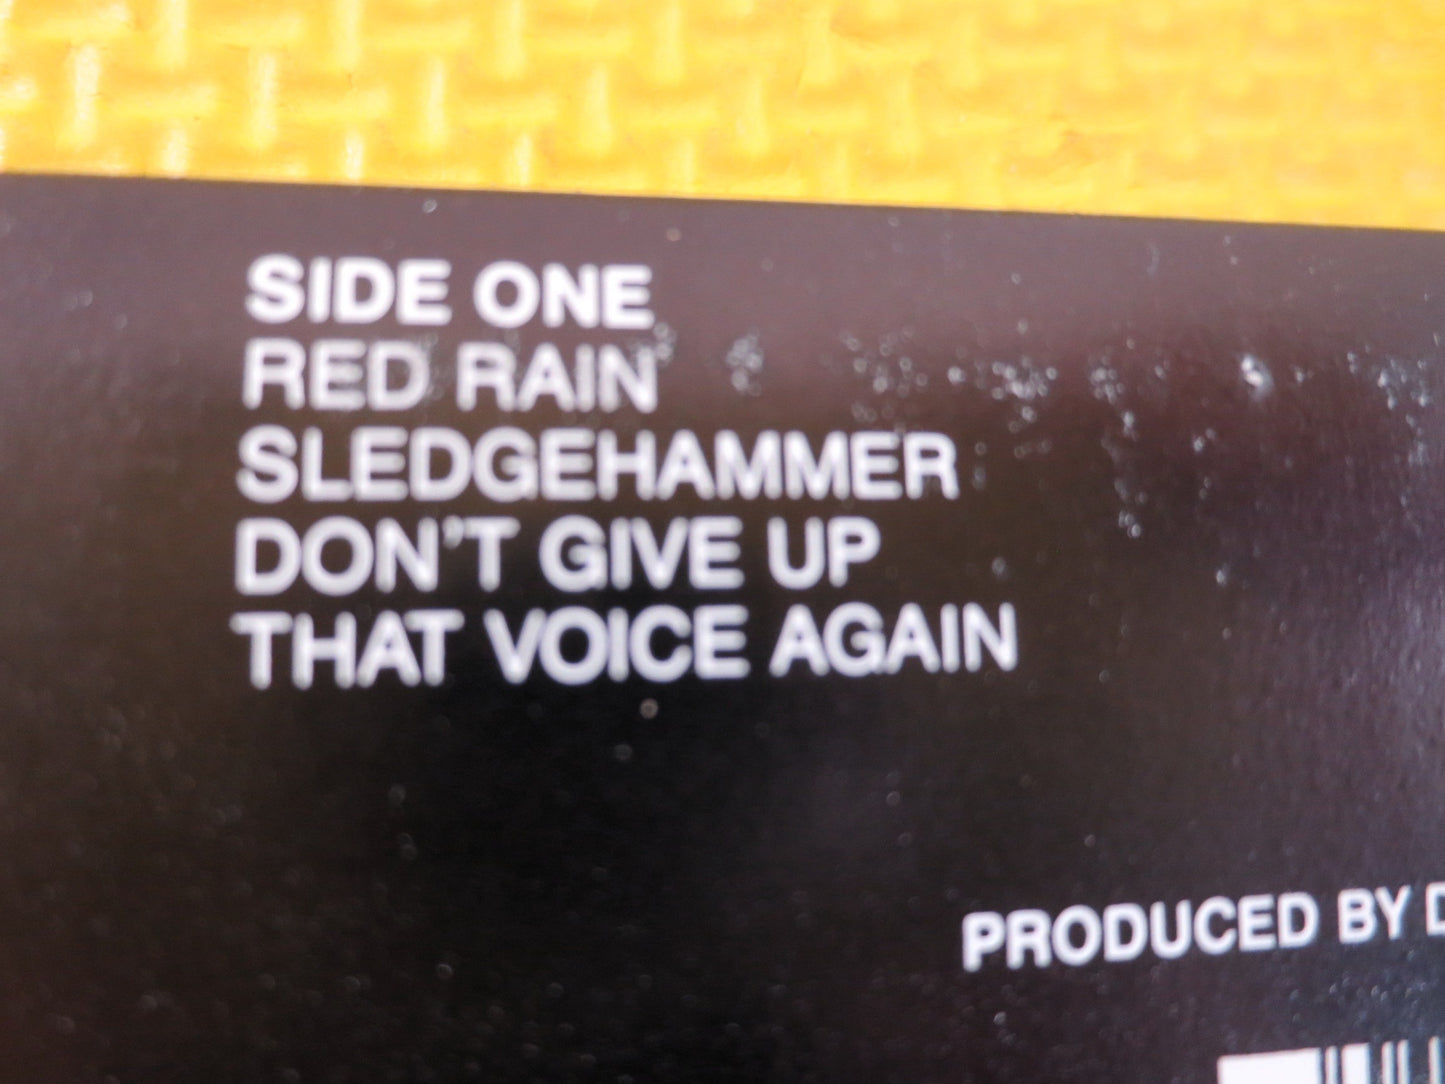 SIDE ONE
RED RAIN
SLEDGEHAMMER
DON'T GIVE UP
THAT VOICE AGAIN
PRODUCED BY D